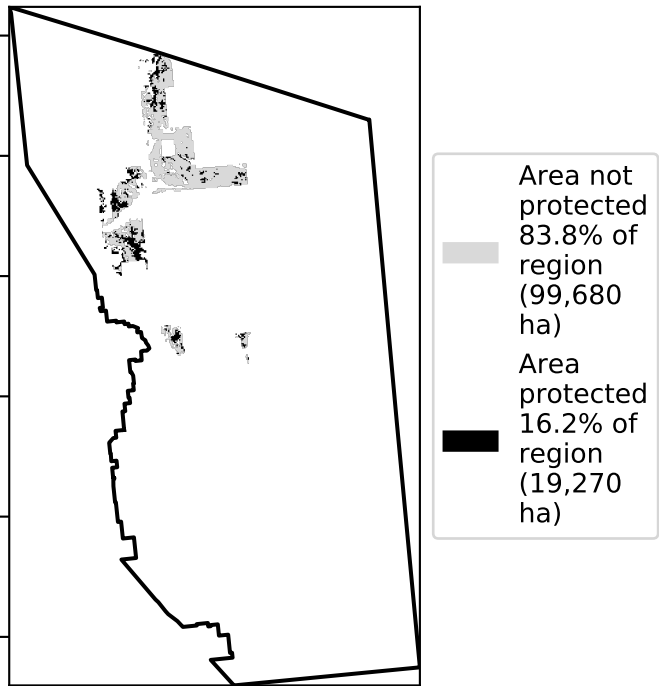 Area not
protected
83.8% of
region
(99,680
ha)
Area
protected
16.2% of
region
(19,270
ha)